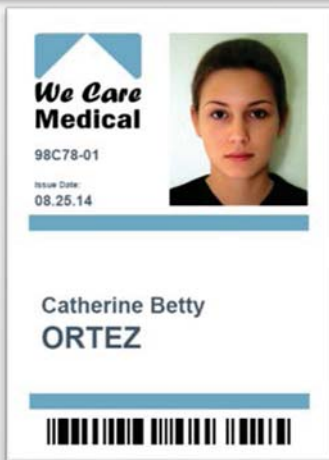 We Care
Medical
98C78-01
Issue Date:
08.25.14
Catherine Betty
ORTEZ